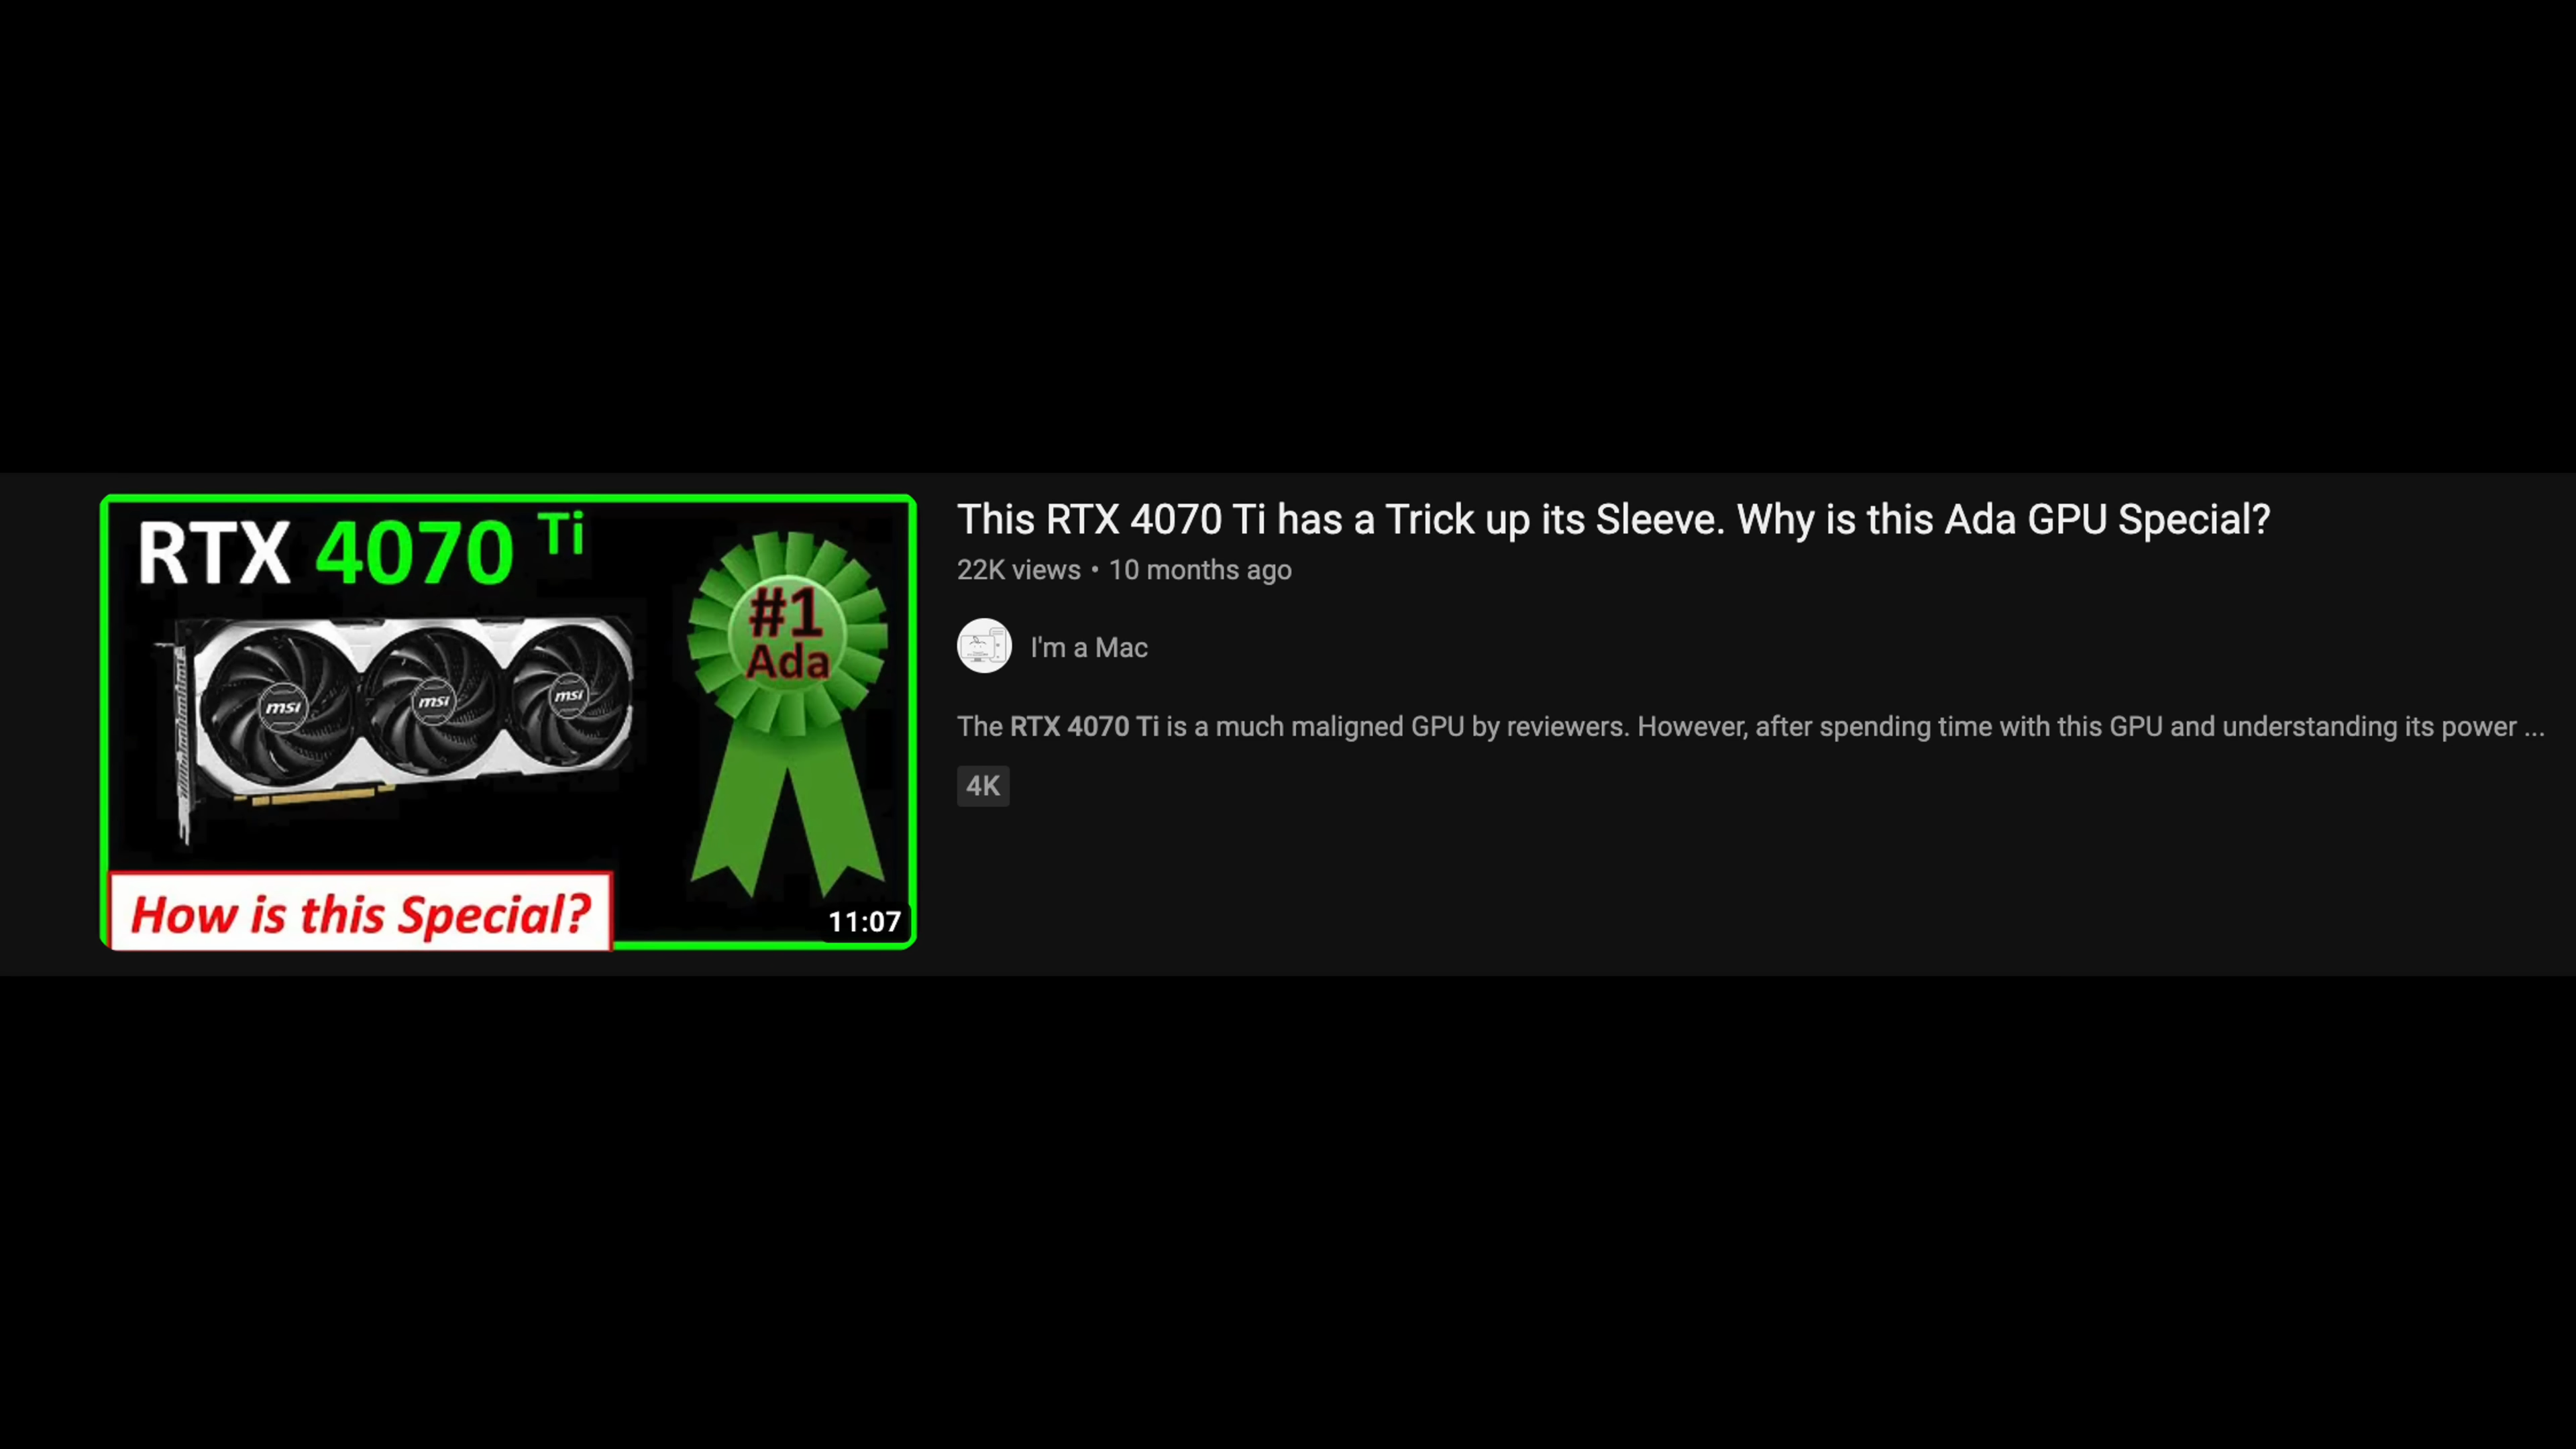 RTX 4070 Ti
#1
Ada
msi
msi
msi
How is this Special?
11:07
This RTX 4070 Ti has a Trick up its Sleeve. Why is this Ada GPU Special?
22K views • 10 months ago
I'm a Mac
The RTX 4070 Ti is a much maligned GPU by reviewers. However, after spending time with this GPU and understanding its power ...
4K